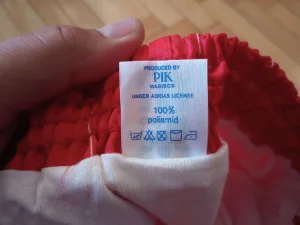 PRODUCED BY
PIK
MARIBOR
UNDER ADIDAS LICENSE
100%
poliamid